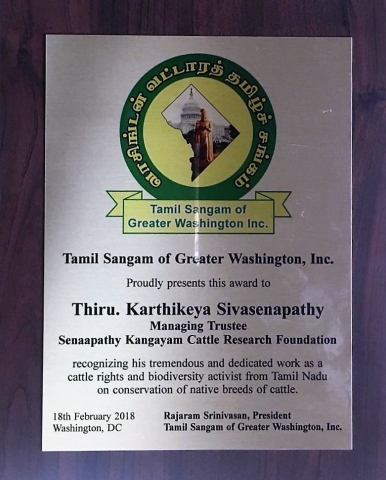 வாசிங்டன் வட்டாரத் தமிழ்ச் சங்கம்
Tamil Sangam of
Greater Washington Inc.
Tamil Sangam of Greater Washington, Inc.
Proudly presents this award to
Thiru. Karthikeya Sivasenapathy
Managing Trustee
Senaapathy Kangayam Cattle Research Foundation
recognizing his tremendous and dedicated work as a
cattle rights and biodiversity activist from Tamil Nadu
on conservation of native breeds of cattle.
18th February 2018
Washington, DC
Rajaram Srinivasan, President
Tamil Sangam of Greater Washington, Inc.